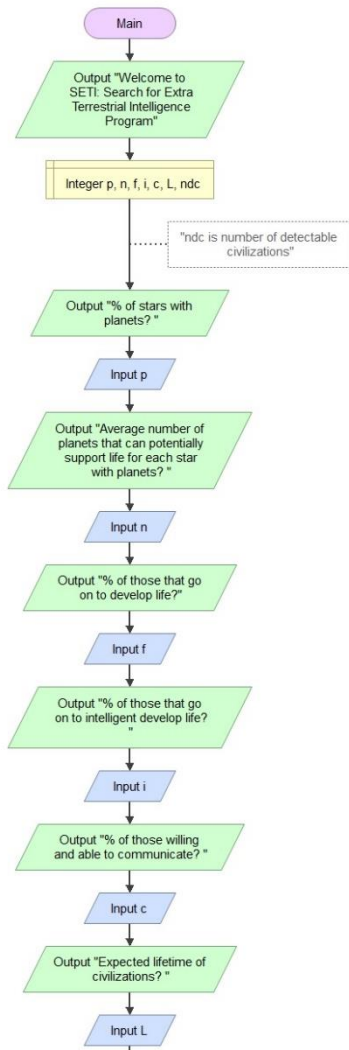 Main
Output "Welcome to
SETI: Search for Extra
Terrestrial Intelligence
Program"
Integer p, n, f, i, c, L, ndc
"ndc is number of detectable
civilizations"
Output "% of stars with
planets? "
Input p
Output "Average number of
planets that can potentially
support life for each star
with planets? "
Input n
Output "% of those that go
on to develop life?"
Input f
Output "% of those that go
on to intelligent develop life?
"
Input i
Output "% of those willing
and able to communicate? "
Input c
Output "Expected lifetime of
civilizations? "
Input L